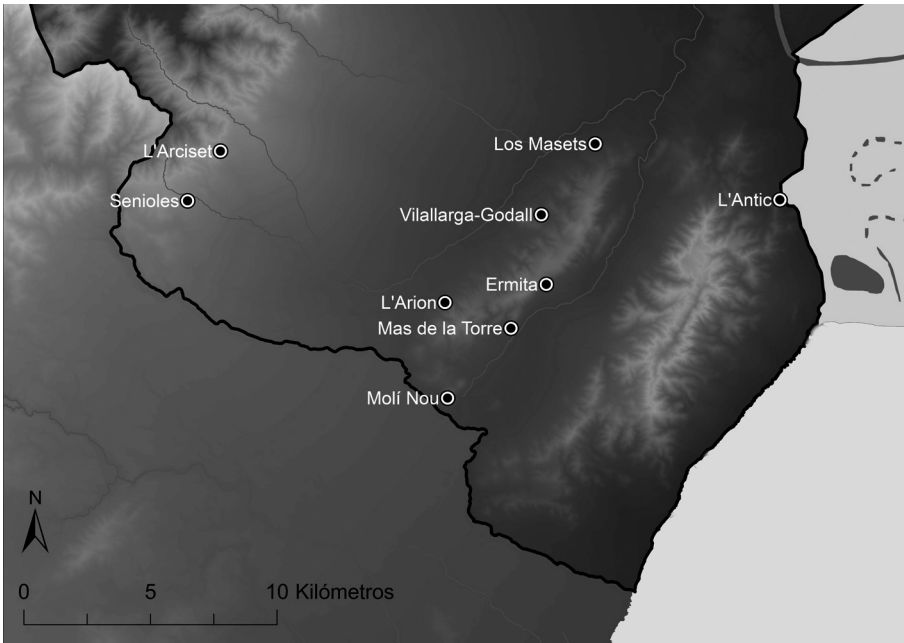 Los Masets
L'Arciset
Senioles
L'Antic
Vilallarga-Godall
Ermita
L'Arion
Mas de la Torre
Molí Nou
N
0 5 10 Kilómetros